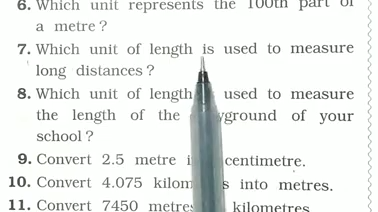 6. Which unit represents the 100th part of
a metre ?
7. Which unit of length is used to measure
long distances ?
8. Which unit of length used to measure
the length of the yground of your
school ?
9. Convert 2.5 metre i centimetre.
10. Convert 4.075 kilom s into metres.
11. Convert 7450 metre kilometres